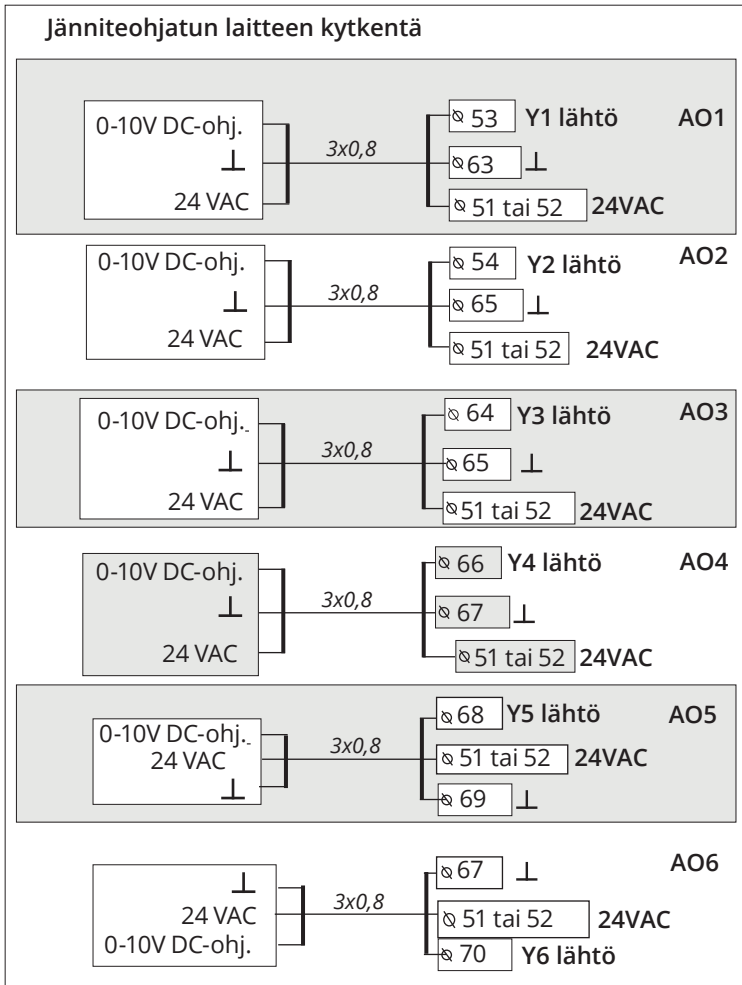 Jänniteohjatun laitteen kytkentä
0-10V DC-ohj. 53 Y1 lähtö AO1
⊥ 3x0,8 63 ⊥
24 VAC 51 tai 52 24VAC
0-10V DC-ohj. 54 Y2 lähtö AO2
⊥ 3x0,8 65 ⊥
24 VAC 51 tai 52 24VAC
0-10V DC-ohj. 64 Y3 lähtö AO3
⊥ 3x0,8 65 ⊥
24 VAC 51 tai 52 24VAC
0-10V DC-ohj. 66 Y4 lähtö AO4
⊥ 3x0,8 67 ⊥
24 VAC 51 tai 52 24VAC
0-10V DC-ohj. 68 Y5 lähtö AO5
24 VAC 3x0,8 51 tai 52 24VAC
⊥ 69 ⊥
⊥ 67 ⊥ AO6
24 VAC 3x0,8 51 tai 52 24VAC
0-10V DC-ohj. 70 Y6 lähtö